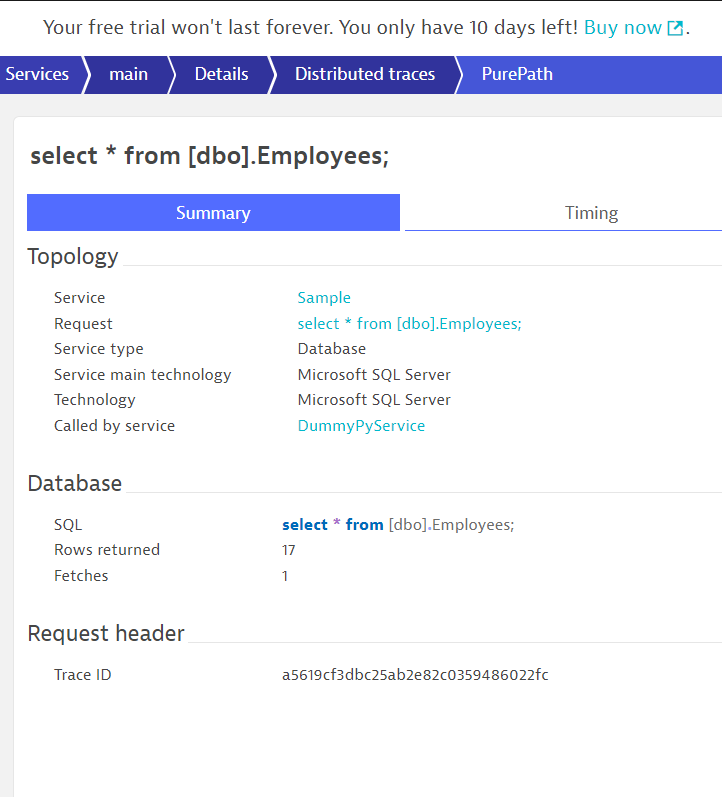 Your free trial won't last forever. You only have 10 days left! Buy now.
Services main Details Distributed traces PurePath
select * from [dbo].Employees;
Summary Timing
Topology
Service Sample
Request select * from [dbo].Employees;
Service type Database
Service main technology Microsoft SQL Server
Technology Microsoft SQL Server
Called by service DummyPyService
Database
SQL select * from [dbo].Employees;
Rows returned 17
Fetches 1
Request header
Trace ID a5619cf3dbc25ab2e82c0359486022fc